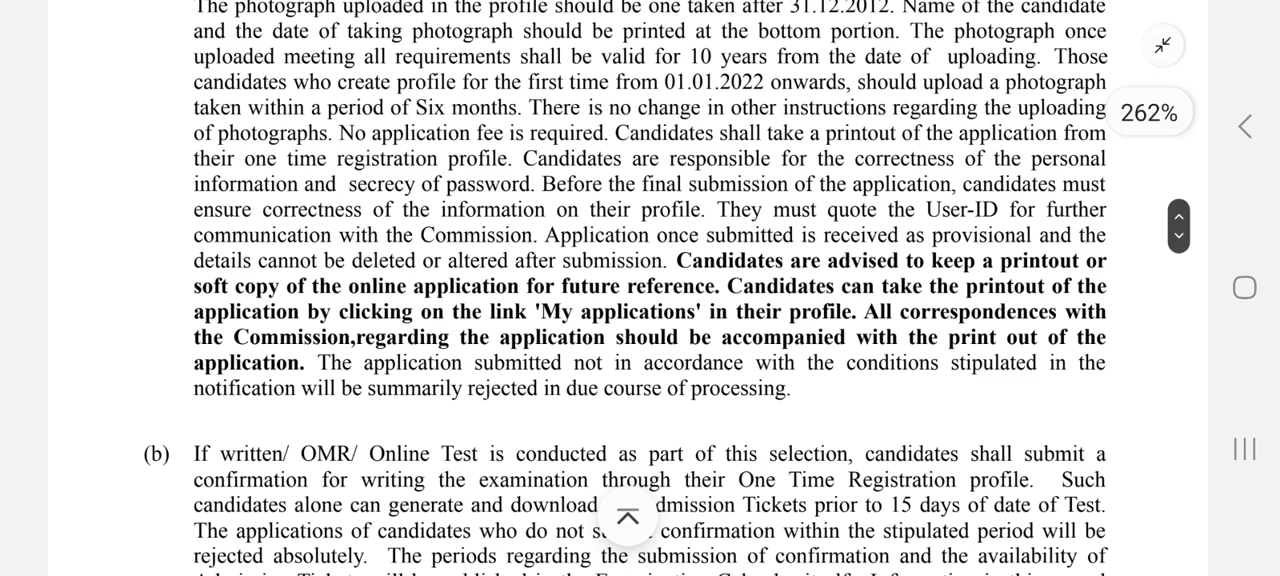 The photograph uploaded in the profile should be one taken after 31.12.2012. Name of the candidate
and the date of taking photograph should be printed at the bottom portion. The photograph once
uploaded meeting all requirements shall be valid for 10 years from the date of uploading. Those
candidates who create profile for the first time from 01.01.2022 onwards, should upload a photograph
taken within a period of Six months. There is no change in other instructions regarding the uploading
of photographs. No application fee is required. Candidates shall take a printout of the application from
their one time registration profile. Candidates are responsible for the correctness of the personal
information and secrecy of password. Before the final submission of the application, candidates must
ensure correctness of the information on their profile. They must quote the User-ID for further
communication with the Commission. Application once submitted is received as provisional and the
details cannot be deleted or altered after submission. Candidates are advised to keep a printout or
soft copy of the online application for future reference. Candidates can take the printout of the
application by clicking on the link 'My applications' in their profile. All correspondences with
the Commission,regarding the application should be accompanied with the print out of the
application. The application submitted not in accordance with the conditions stipulated in the
notification will be summarily rejected in due course of processing.
(b) If written/ OMR/ Online Test is conducted as part of this selection, candidates shall submit a
confirmation for writing the examination through their One Time Registration profile. Such
candidates alone can generate and download dmission Tickets prior to 15 days of date of Test.
The applications of candidates who do not confirmation within the stipulated period will be
rejected absolutely. The periods regarding the submission of confirmation and the availability of
262%